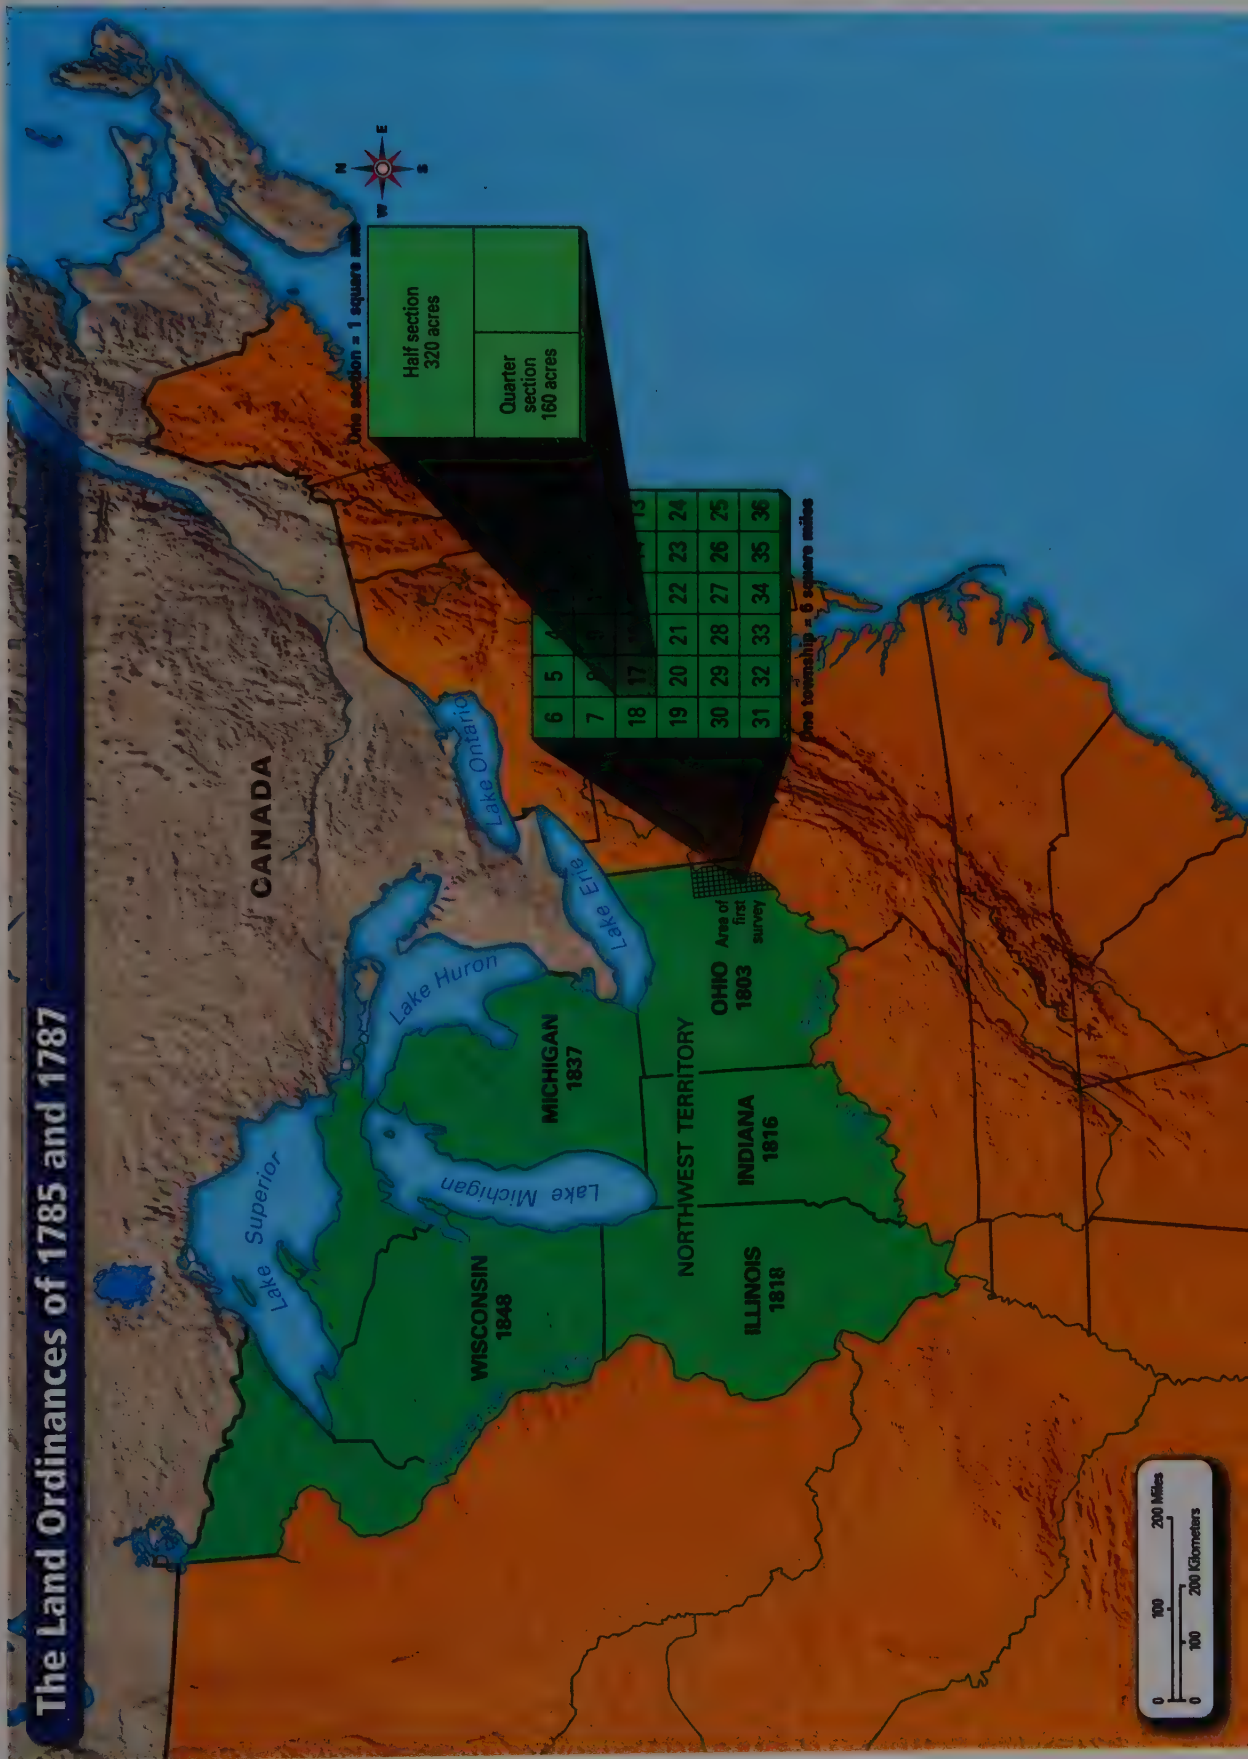 The Land Ordinances of 1785 and 1787
CANADA
Lake Superior
Lake Huron
Lake Ontario
Lake Erie
Lake Michigan
WISCONSIN
1848
MICHIGAN
1837
NORTHWEST TERRITORY
ILLINOIS
1818
INDIANA
1816
OHIO
1803
Area of
first
survey
N
W E
S
One section = 1 square
Half section
320 acres
Quarter
section
160 acres
6 5 4
7 8 9
18 17 13
19 20 21 22 23 24
30 29 28 27 26 25
31 32 33 34 35 36
One township = 6 square miles
0 100 200 Miles
0 100 200 Kilometers